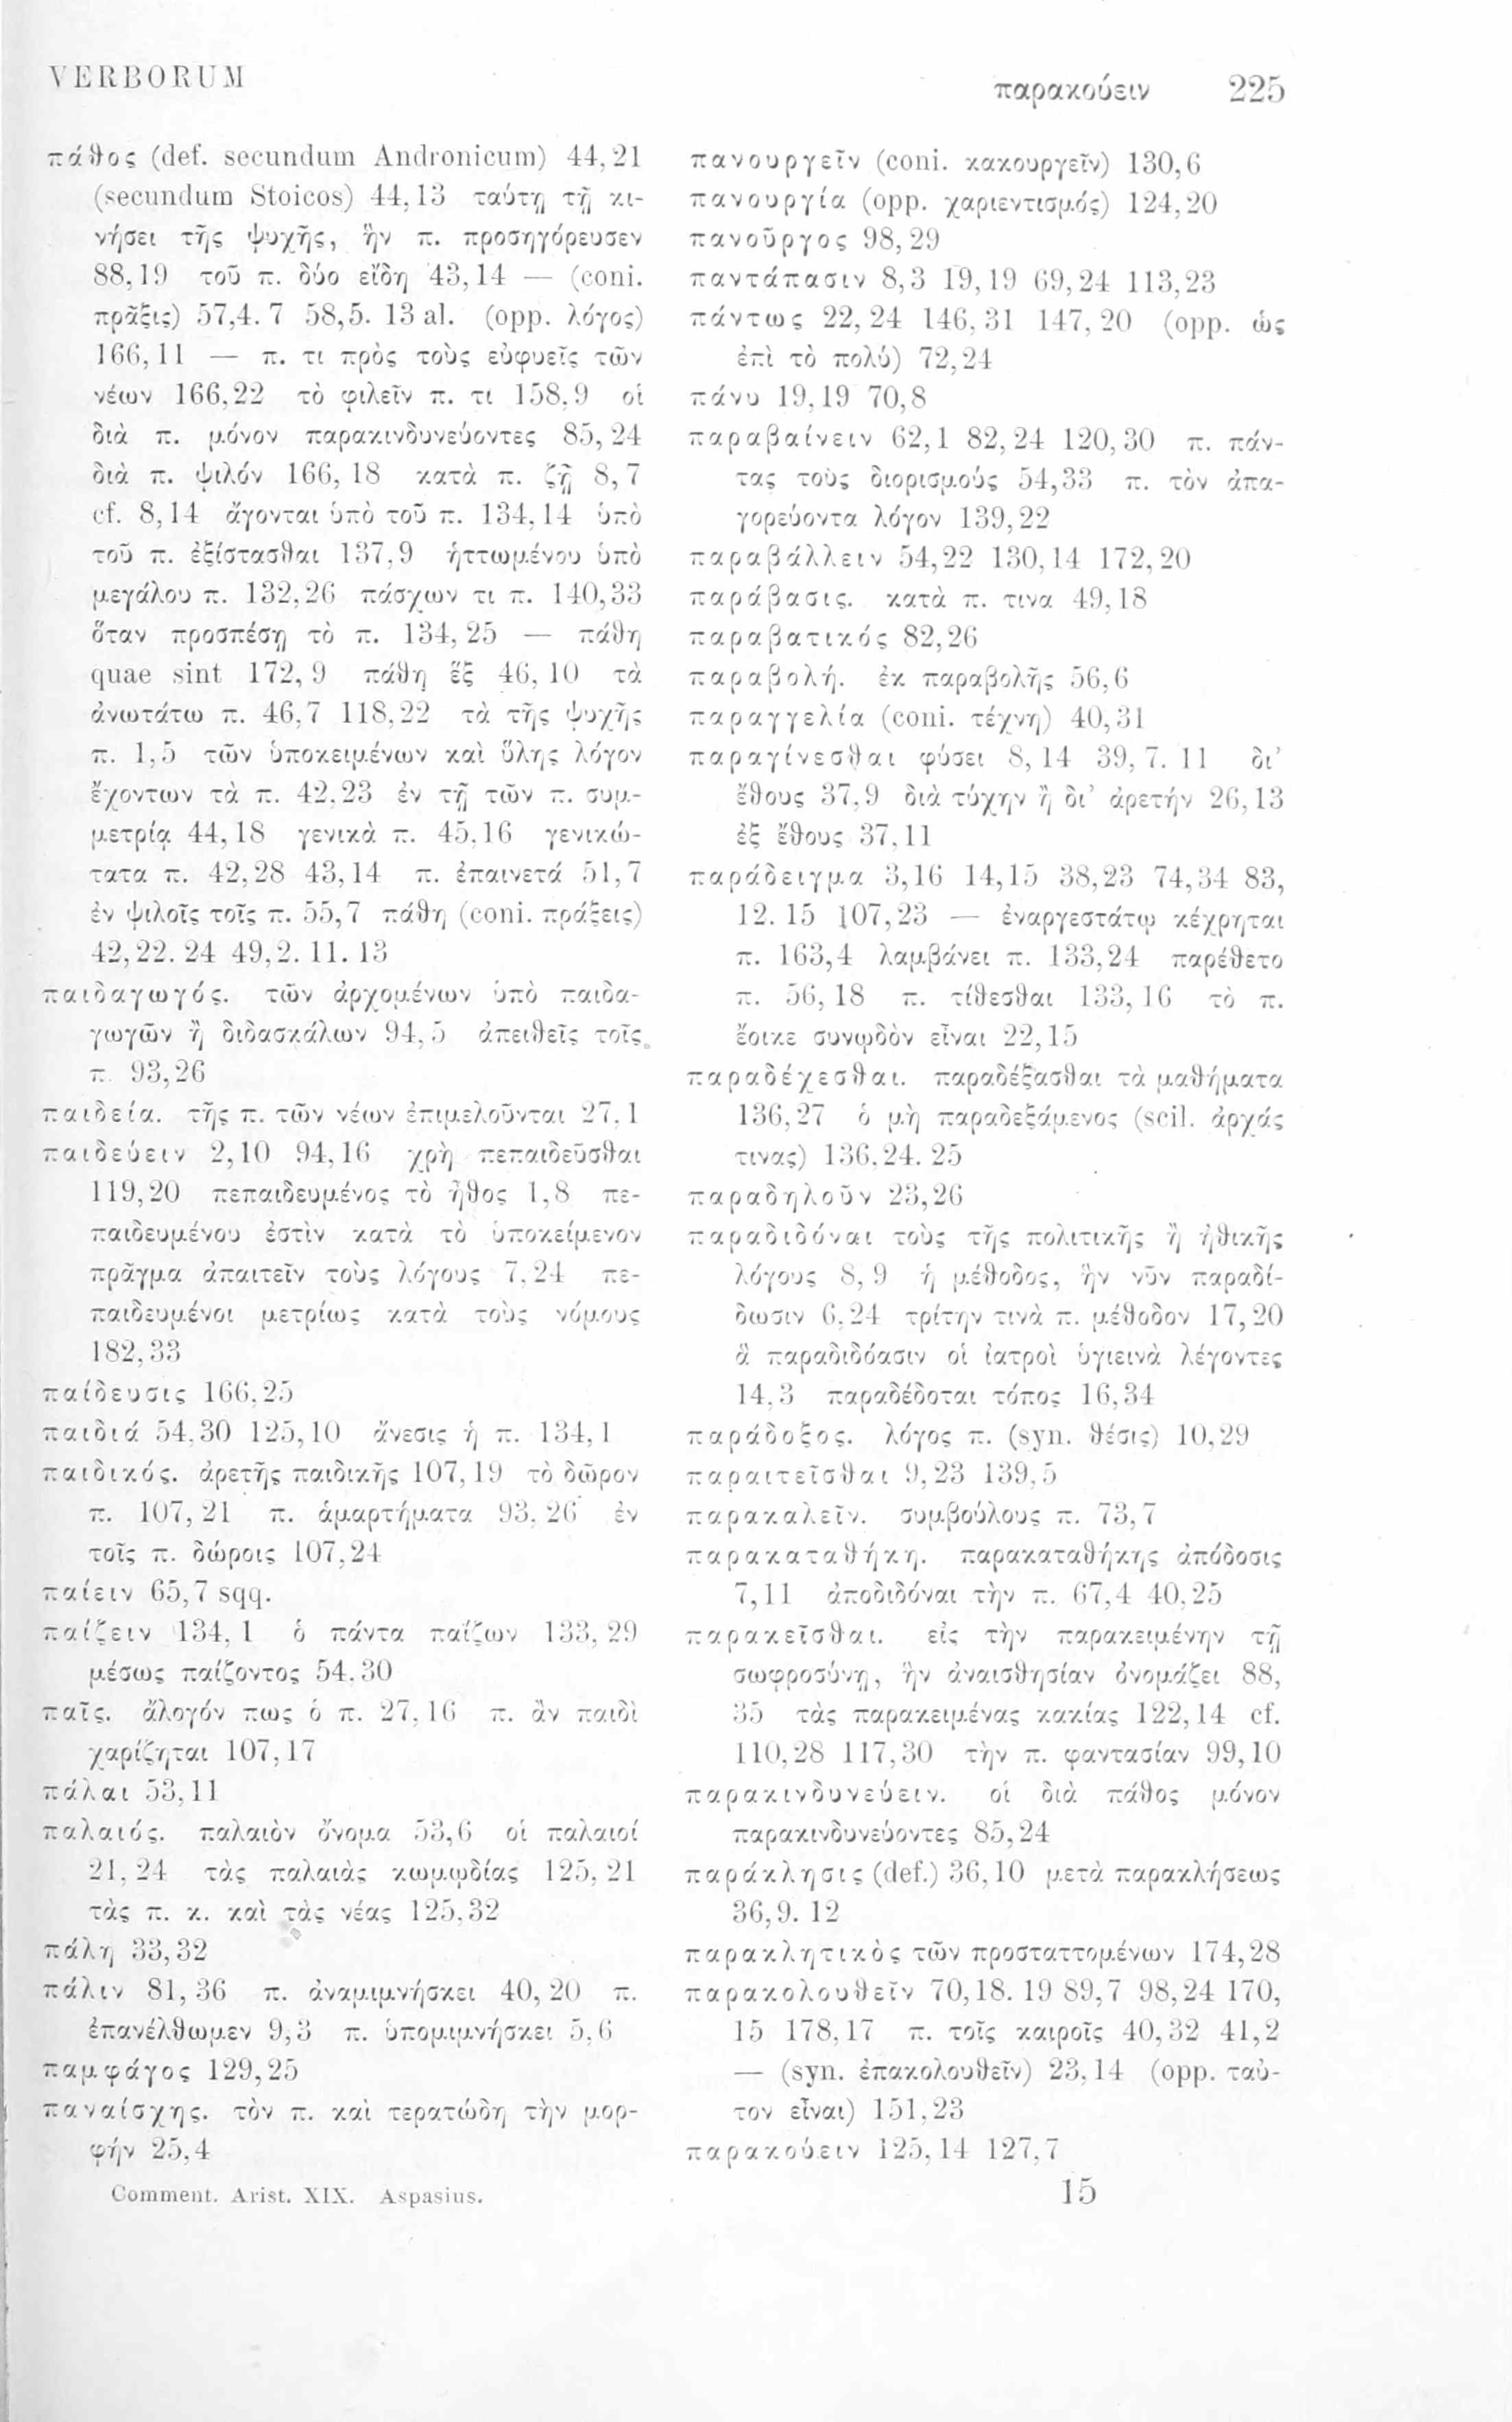 VERBORUM
παρακούειν 225
πάθος (def. secundum Andronicum) 44,21
(secundum Stoicos) 44,13 ταύτῃ τῇ κι-
νήσει τῆς ψυχῆς, ἣν π. προσηγόρευσεν
88,19 τοῦ π. δύο εἴδη 43,14 — (coni.
πρᾶξις) 57,4. 7 58,5. 13 al. (opp. λόγος)
166,11 — π. τι πρὸς τοὺς εὐφυεῖς τῶν
νέων 166,22 τὸ φιλεῖν π. τι 158,9 οἱ
διὰ π. μόνον παρακινδυνεύοντες 85,24
διὰ π. ψιλόν 166,18 κατὰ π. ζῇ 8,7
cf. 8,14 ἄγονται ὑπὸ τοῦ π. 134,14 ὑπὸ
τοῦ π. ἐξίστασθαι 137,9 ἡττωμένου ὑπὸ
μεγάλου π. 132,26 πάσχων τι π. 140,33
ὅταν προσπέσῃ τὸ π. 134,25 — πάθη
quae sint 172,9 πάθη ἕξ 46,10 τὰ
ἀνωτάτω π. 46,7 118,22 τὰ τῆς ψυχῆς
π. 1,5 τῶν ὑποκειμένων καὶ ὕλης λόγον
ἐχόντων τὰ π. 42,23 ἐν τῇ τῶν π. συμ-
μετρίᾳ 44,18 γενικὰ π. 45,16 γενικώ-
τατα π. 42,28 43,14 π. ἐπαινετά 51,7
ἐν ψιλοῖς τοῖς π. 55,7 πάθη (coni. πράξεις)
42,22. 24 49,2. 11. 13
παιδαγωγός. τῶν ἀρχομένων ὑπὸ παιδα-
γωγῶν ἢ διδασκάλων 94,5 ἀπειθεῖς τοῖς
π. 93,26
παιδεία. τῆς π. τῶν νέων ἐπιμελοῦνται 27,1
παιδεύειν 2,10 94,16 χρὴ πεπαιδεῦσθαι
119,20 πεπαιδευμένος τὸ ἦθος 1,8 πε-
παιδευμένου ἐστὶν κατὰ τὸ ὑποκείμενον
πρᾶγμα ἀπαιτεῖν τοὺς λόγους 7,24 πε-
παιδευμένοι μετρίως κατὰ τοὺς νόμους
182,33
παίδευσις 166,25
παιδιά 54,30 125,10 ἄνεσις ἡ π. 134,1
παιδικός. ἀρετῆς παιδικῆς 107,19 τὸ δῶρον
π. 107,21 π. ἁμαρτήματα 93,26 ἐν
τοῖς π. δώροις 107,24
παίειν 65,7 sqq.
παίζειν 134,1 ὁ πάντα παίζων 133,29
μέσως παίζοντος 54,30
παῖς. ἄλογόν πως ὁ π. 27,16 π. ἂν παιδὶ
χαρίζηται 107,17
πάλαι 53,11
παλαιός. παλαιὸν ὄνομα 53,6 οἱ παλαιοί
21,24 τὰς παλαιὰς κωμῳδίας 125,21
τὰς π. κ. καὶ τὰς νέας 125,32
πάλη 33,32
πάλιν 81,36 π. ἀναμιμνήσκει 40,20 π.
ἐπανέλθωμεν 9,3 π. ὑπομιμνήσκει 5,6
παμφάγος 129,25
παναίσχης. τὸν π. καὶ τερατώδη τὴν μορ-
φήν 25,4
Comment. Arist. XIX. Aspasius.
πανουργεῖν (coni. κακουργεῖν) 130,6
πανουργία (opp. χαριεντισμός) 124,20
πανοῦργος 98,29
παντάπασιν 8,3 19,19 69,24 113,23
πάντως 22,24 146,31 147,20 (opp. ὡς
ἐπὶ τὸ πολύ) 72,24
πάνυ 19,19 70,8
παραβαίνειν 62,1 82,24 120,30 π. πάν-
τας τοὺς διορισμούς 54,33 π. τὸν ἀπα-
γορεύοντα λόγον 139,22
παραβάλλειν 54,22 130,14 172,20
παράβασις. κατὰ π. τινα 49,18
παραβατικός 82,26
παραβολή. ἐκ παραβολῆς 56,6
παραγγελία (coni. τέχνη) 40,31
παραγίνεσθαι φύσει 8,14 39,7. 11 δι’
ἔθους 37,9 διὰ τύχην ἢ δι’ ἀρετήν 26,13
ἐξ ἔθους 37,11
παράδειγμα 3,16 14,15 38,23 74,34 83,
12. 15 107,23 — ἐναργεστάτῳ κέχρηται
π. 163,4 λαμβάνει π. 133,24 παρέθετο
π. 56,18 π. τίθεσθαι 133,16 τὸ π.
ἔοικε συνῳδὸν εἶναι 22,15
παραδέχεσθαι. παραδέξασθαι τὰ μαθήματα
136,27 ὁ μὴ παραδεξάμενος (scil. ἀρχάς
τινας) 136,24. 25
παραδηλοῦν 23,26
παραδιδόναι τοὺς τῆς πολιτικῆς ἢ ἠθικῆς
λόγους 8,9 ἡ μέθοδος, ἣν νῦν παραδί-
δωσιν 6,24 τρίτην τινὰ π. μέθοδον 17,20
ἃ παραδιδόασιν οἱ ἰατροὶ ὑγιεινὰ λέγοντες
14,3 παραδέδοται τόπος 16,34
παράδοξος. λόγος π. (syn. θέσις) 10,29
παραιτεῖσθαι 9,23 139,5
παρακαλεῖν. συμβούλους π. 73,7
παρακαταθήκη. παρακαταθήκης ἀπόδοσις
7,11 ἀποδιδόναι τὴν π. 67,4 40,25
παρακεῖσθαι. εἰς τὴν παρακειμένην τῇ
σωφροσύνῃ, ἣν ἀναισθησίαν ὀνομάζει 88,
35 τὰς παρακειμένας κακίας 122,14 cf.
110,28 117,30 τὴν π. φαντασίαν 99,10
παρακινδυνεύειν. οἱ διὰ πάθος μόνον
παρακινδυνεύοντες 85,24
παράκλησις (def.) 36,10 μετὰ παρακλήσεως
36,9. 12
παρακλητικὸς τῶν προσταττομένων 174,28
παρακολουθεῖν 70,18. 19 89,7 98,24 170,
15 178,17 π. τοῖς καιροῖς 40,32 41,2
— (syn. ἐπακολουθεῖν) 23,14 (opp. ταὐ-
τον εἶναι) 151,23
παρακούειν 125,14 127,7
15